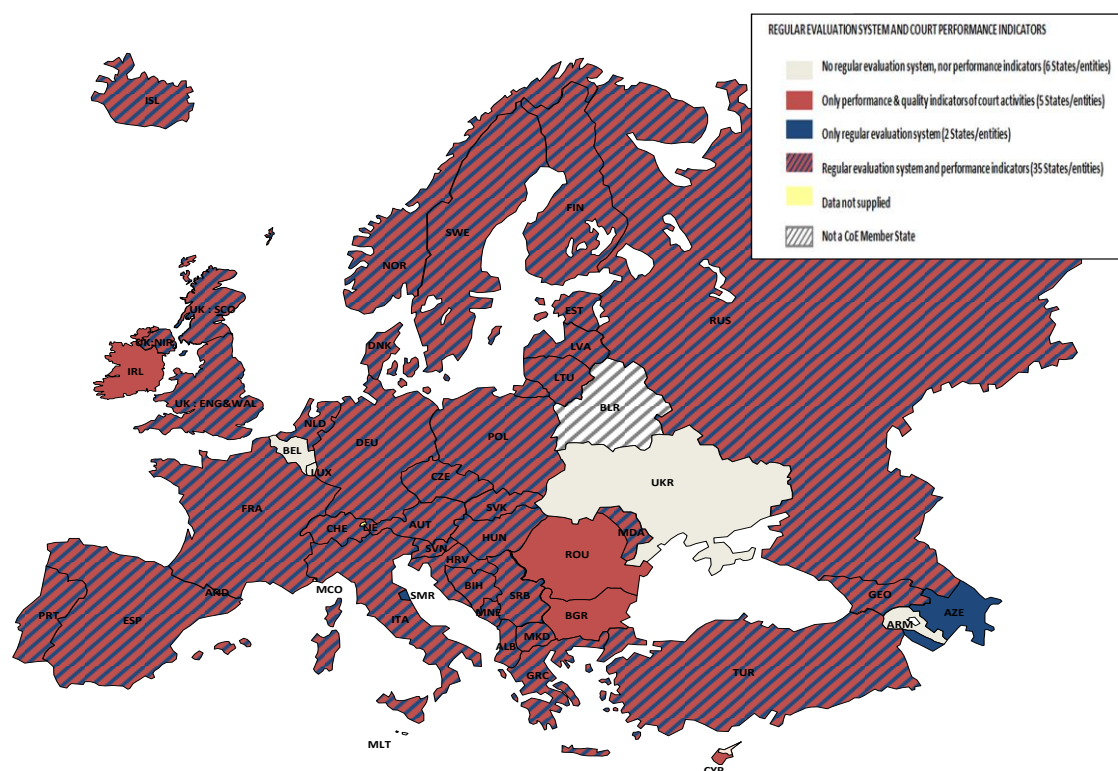 REGULAR EVALUATION SYSTEM AND COURT PERFORMANCE INDICATORS
No regular evaluation system, nor performance indicators (6 States/entities)
Only performance & quality indicators of court activities (5 States/entities)
Only regular evaluation system (2 States/entities)
Regular evaluation system and performance indicators (35 States/entities)
Data not supplied
Not a CoE Member State
ISL
FIN
SWE
NOR
UK : SCO
EST
RUS
UK:NIR
DNK
LVA
IRL
LTU
UK : ENG&WAL
BLR
NLD
DEU
POL
BEL
LUX
CZE
UKR
FRA
SVK
CHE
LIE
AUT
HUN
MDA
SVN
ROU
HRV
MCO
AND
SMR
BIH
SRB
GEO
PRT
ESP
ITA
MNE
BGR
AZE
ARM
MKD
ALB
GRC
TUR
MLT
CYP